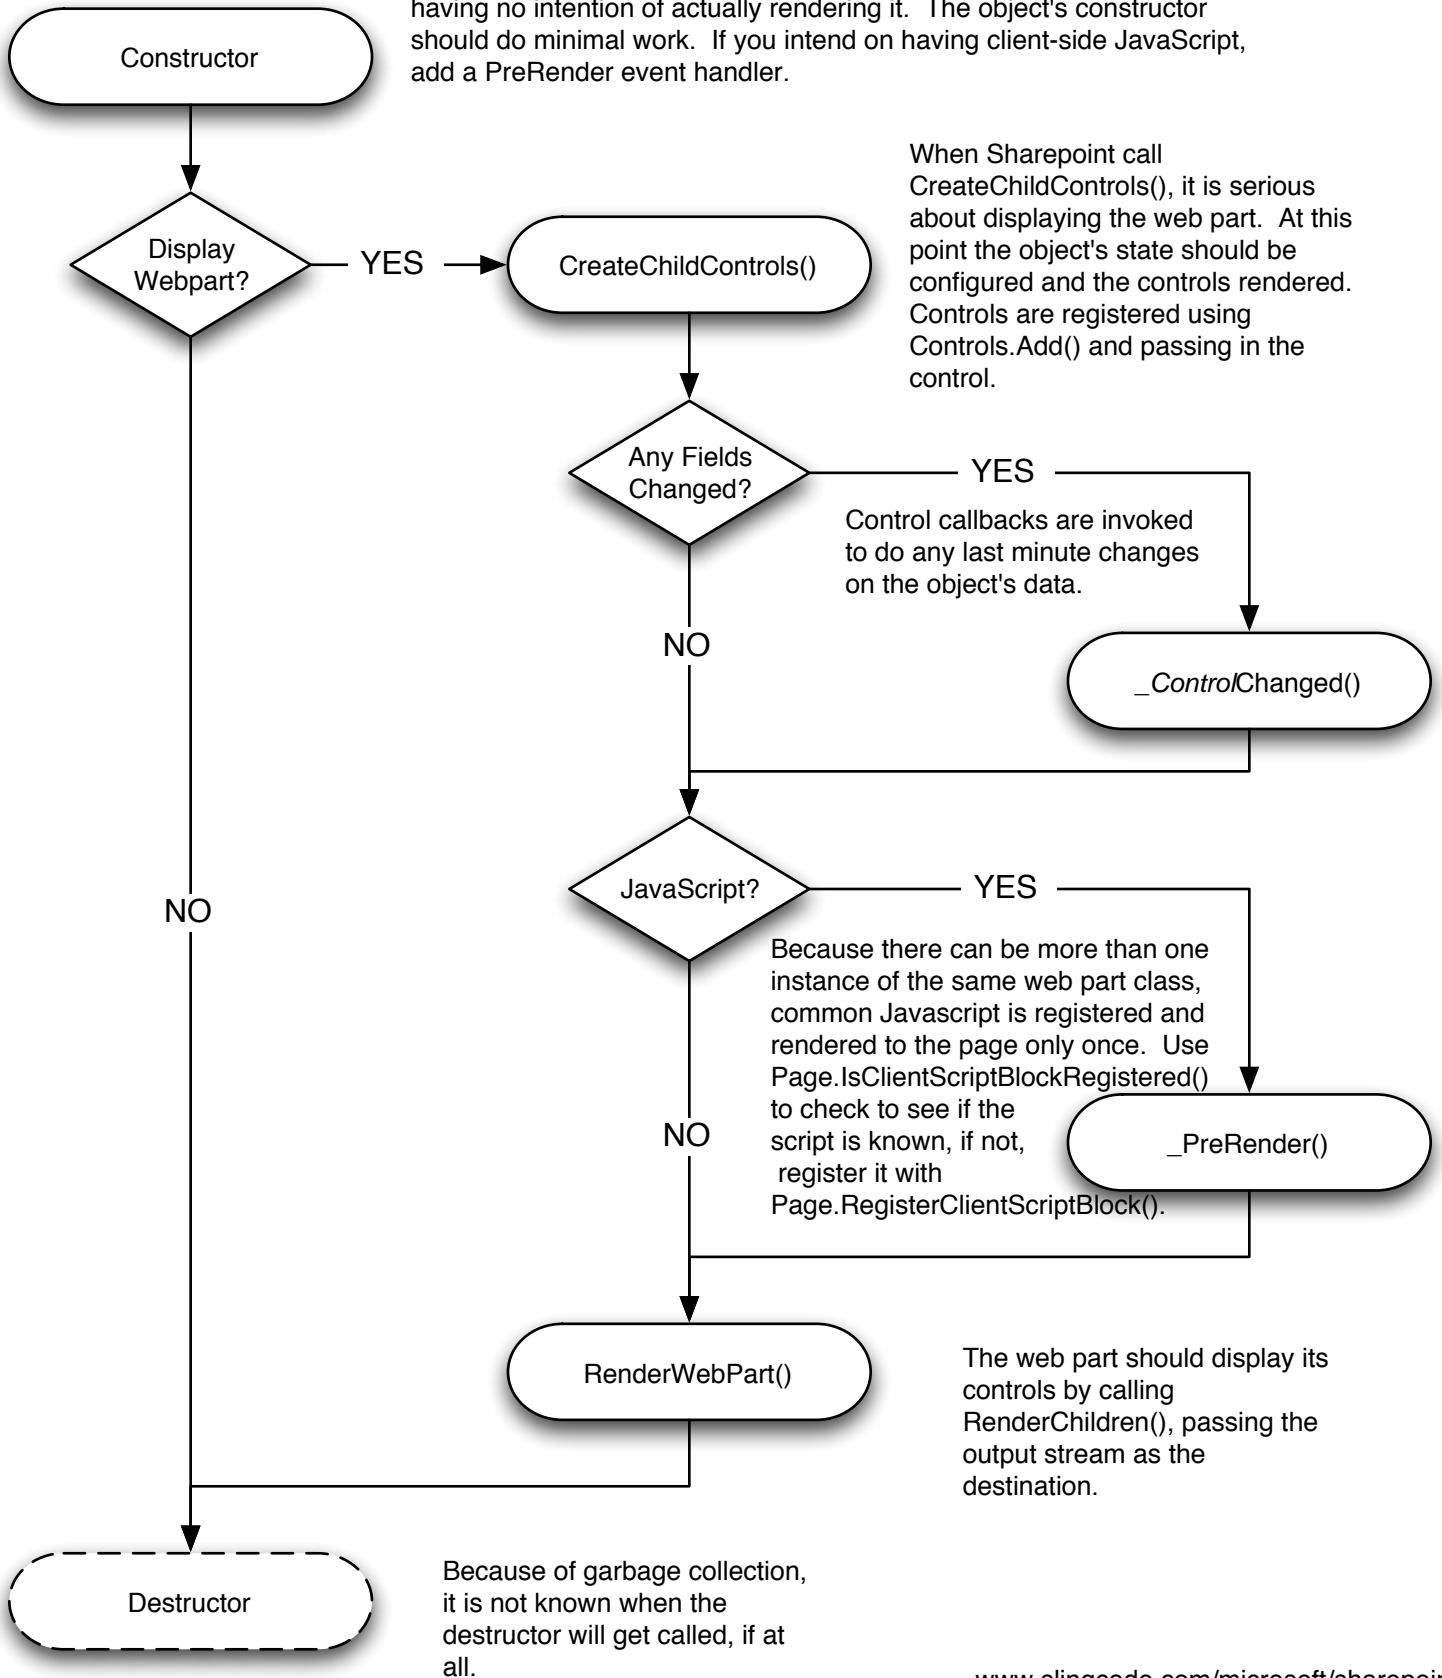 having no intention of actually rendering it.  The object's constructor
should do minimal work.  If you intend on having client-side JavaScript,
add a PreRender event handler.
Constructor
When Sharepoint call
CreateChildControls(), it is serious
about displaying the web part.  At this
point the object's state should be
configured and the controls rendered.
Controls are registered using
Controls.Add() and passing in the
control.
Display
Webpart?
YES
CreateChildControls()
Any Fields
Changed?
YES
Control callbacks are invoked
to do any last minute changes
on the object's data.
NO
_ControlChanged()
JavaScript?
YES
NO
Because there can be more than one
instance of the same web part class,
common Javascript is registered and
rendered to the page only once.  Use
Page.IsClientScriptBlockRegistered()
to check to see if the
script is known, if not,
register it with
Page.RegisterClientScriptBlock().
NO
_PreRender()
RenderWebPart()
The web part should display its
controls by calling
RenderChildren(), passing the
output stream as the
destination.
Destructor
Because of garbage collection,
it is not known when the
destructor will get called, if at
all.
www.slingcode.com/microsoft/sharepoin